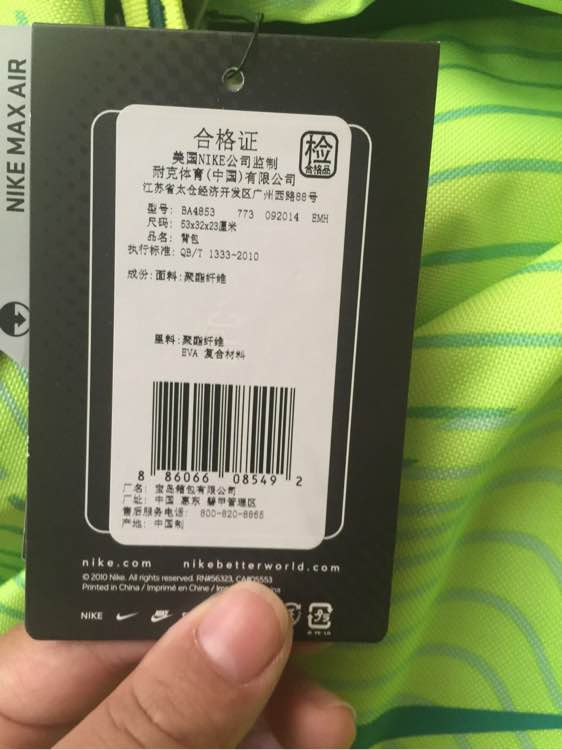 NIKE MAX AIR
合格证
检
合格品
美国NIKE公司监制
耐克体育(中国)有限公司
江苏省太仓经济开发区广州西路88号
型号: BA4853 773 092014 EMH
尺码: 53x32x23厘米
品名: 背包
执行标准: QB/T 1333-2010
成份: 面料: 聚酯纤维
里料: 聚酯纤维
EVA 复合材料
8 86066 08549 2
厂名: 宝岛箱包有限公司
厂址: 中国 惠东 管理区
售后服务电话: 800-820-8865
产地: 中国制
nike.com nikebetterworld.com
© 2010 Nike. All rights reserved. RN#56323, CA#05553
Printed in China / Imprimé en Chine /
NIKE